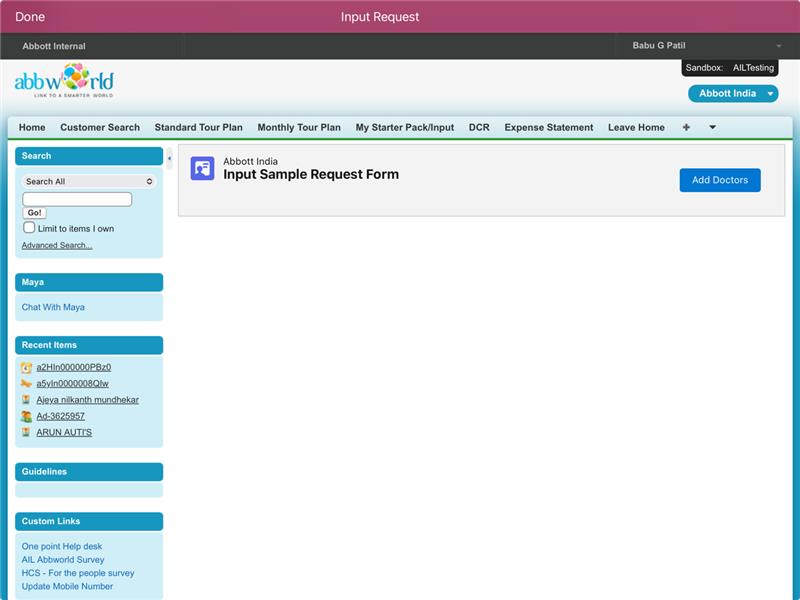 Done
Input Request
Abbott Internal
Babu G Patil
Sandbox: AILTesting
abbworld
LINK TO A SMARTER WORLD
Abbott India
Home Customer Search Standard Tour Plan Monthly Tour Plan My Starter Pack/Input DCR Expense Statement Leave Home +
Search
Search All
Go!
Limit to items I own
Advanced Search...
Maya
Chat With Maya
Recent Items
a2HIn000000PBz0
a5yIn0000008QIw
Ajeya nilkanth mundhekar
Ad-3625957
ARUN AUTI'S
Guidelines
Custom Links
One point Help desk
AIL Abbworld Survey
HCS - For the people survey
Update Mobile Number
Abbott India
Input Sample Request Form
Add Doctors